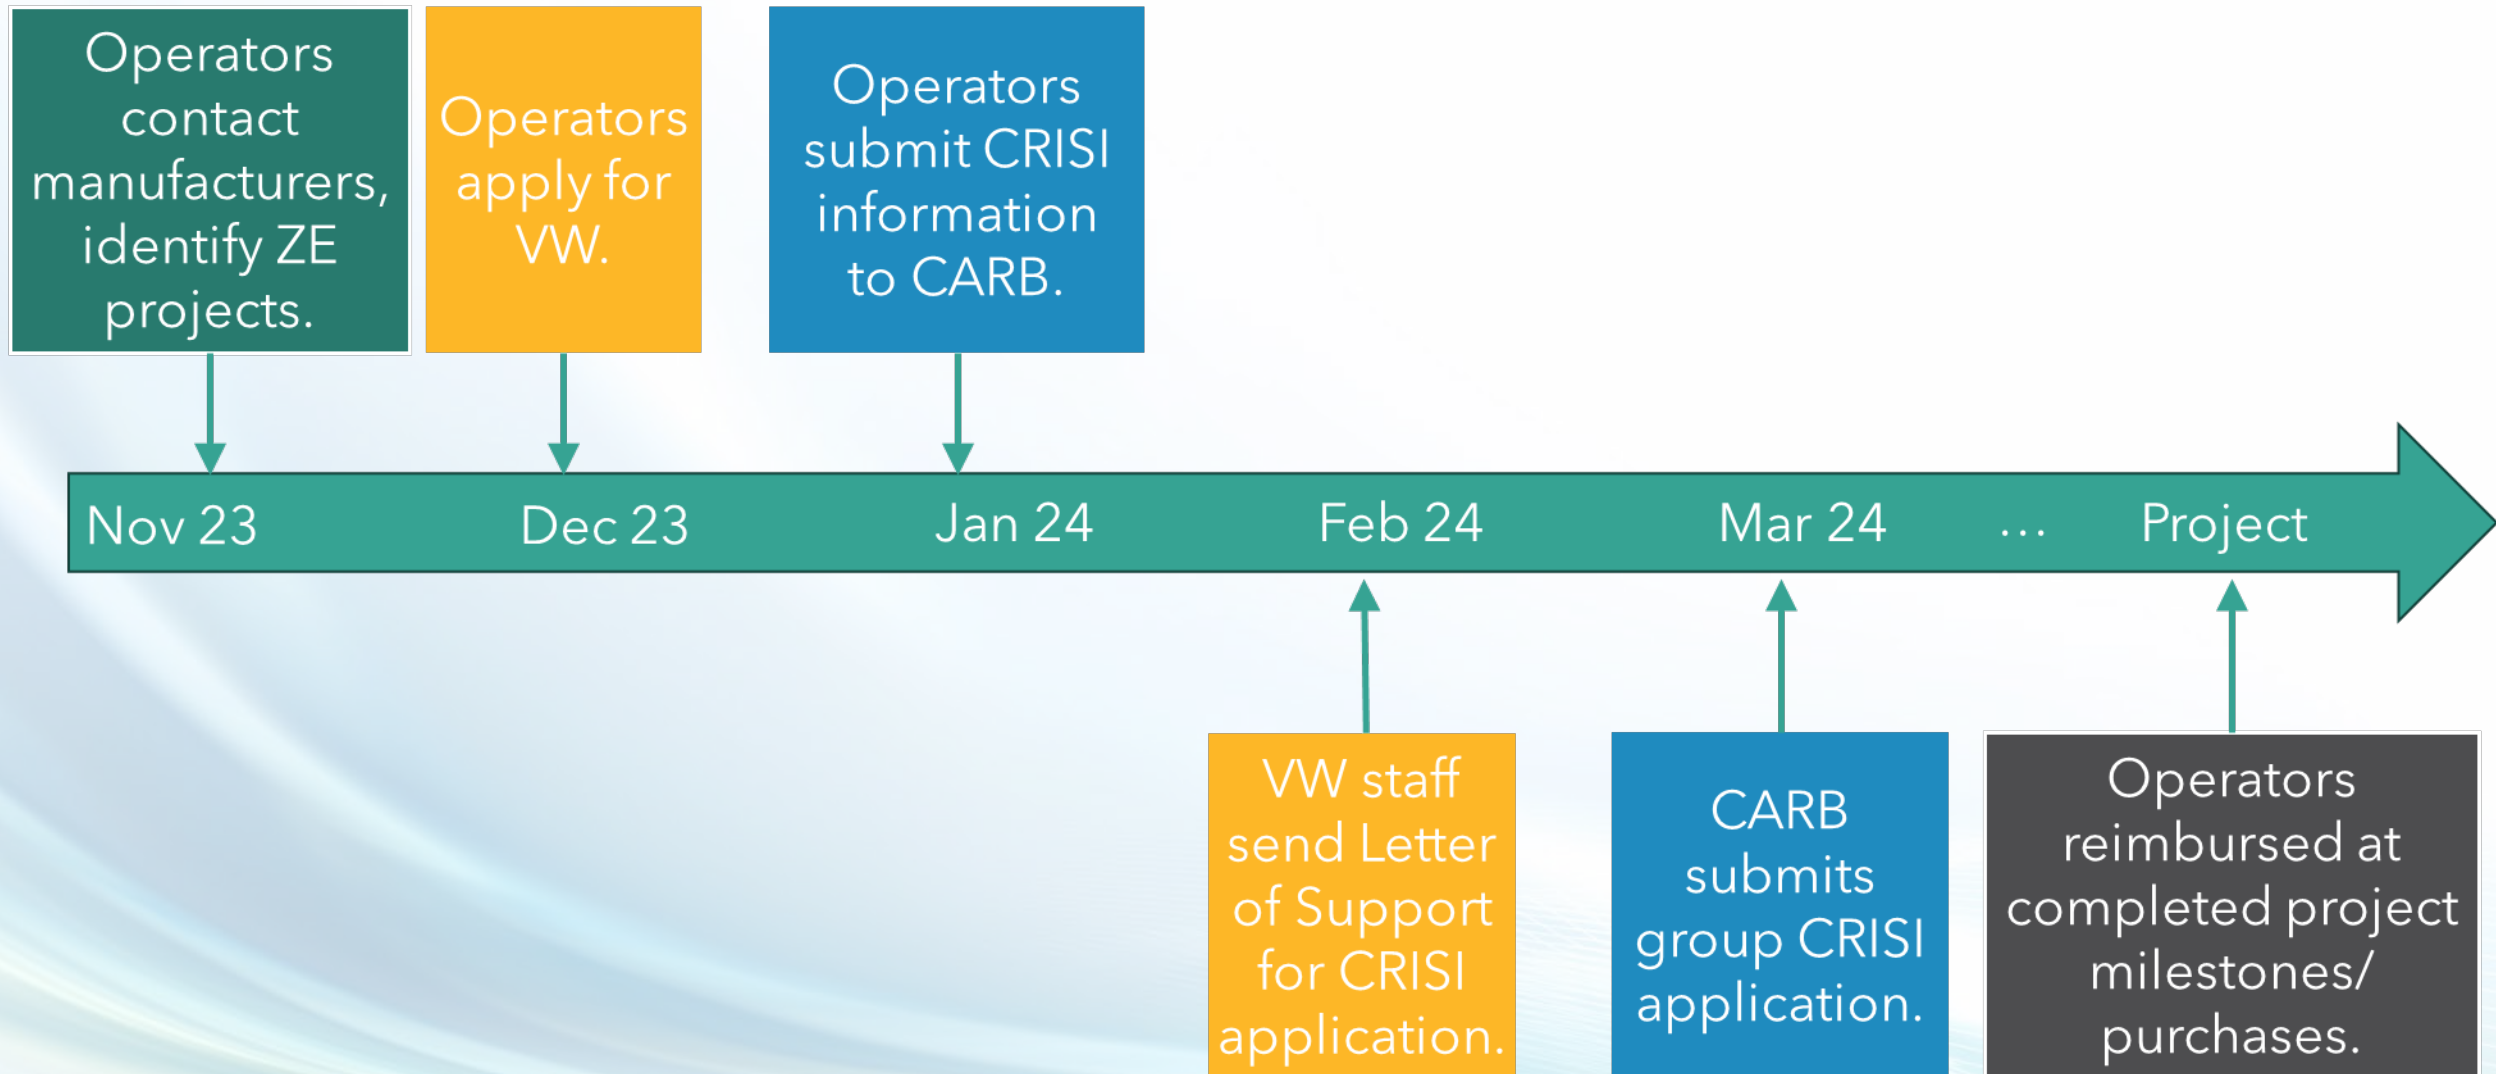 Operators
contact
manufacturers,
identify ZE
projects.
Operators
apply for
VW.
Operators
submit CRISI
information
to CARB.
Nov 23
Dec 23
Jan 24
Feb 24
Mar 24
...
Project
VW staff
send Letter
of Support
for CRISI
application.
CARB
submits
group CRISI
application.
Operators
reimbursed at
completed project
milestones/
purchases.